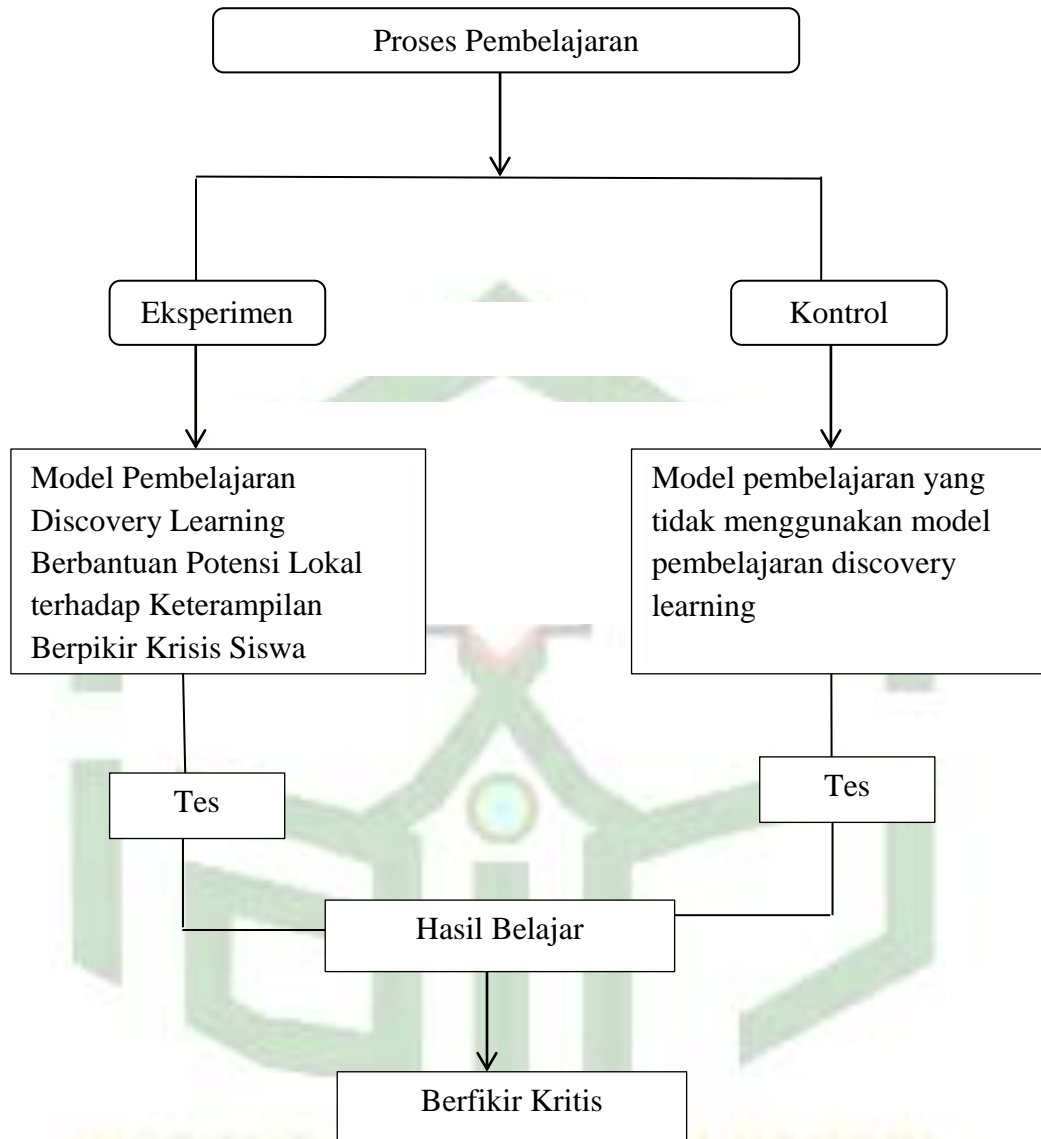 Proses Pembelajaran
Eksperimen
Kontrol
Model Pembelajaran
Discovery Learning
Berbantuan Potensi Lokal
terhadap Keterampilan
Berpikir Krisis Siswa
Model pembelajaran yang
tidak menggunakan model
pembelajaran discovery
learning
Tes
Tes
Hasil Belajar
Berfikir Kritis